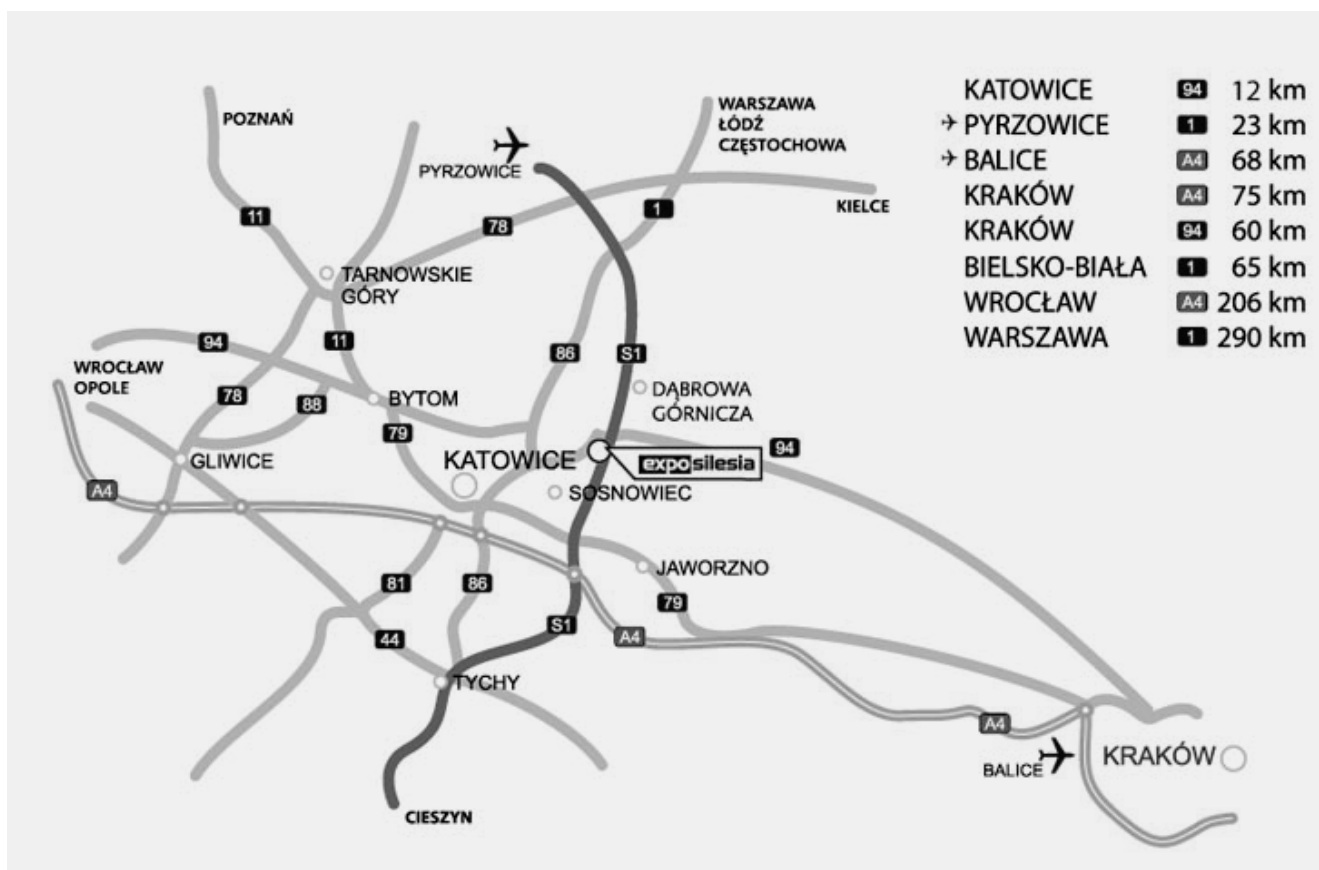 POZNAŃ
WARSZAWA
ŁÓDŹ
CZĘSTOCHOWA
PYRZOWICE
KIELCE
11
78
1
TARNOWSKIE
GÓRY
94
11
86
S1
WROCŁAW
OPOLE
78
88
BYTOM
DĄBROWA
GÓRNICZA
79
GLIWICE
KATOWICE
exposilesia
94
A4
SOSNOWIEC
JAWORZNO
81
86
79
44
S1
A4
TYCHY
A4
BALICE
KRAKÓW
CIESZYN
KATOWICE 94 12 km
PYRZOWICE 1 23 km
BALICE A4 68 km
KRAKÓW A4 75 km
KRAKÓW 94 60 km
BIELSKO-BIAŁA 1 65 km
WROCŁAW A4 206 km
WARSZAWA 1 290 km